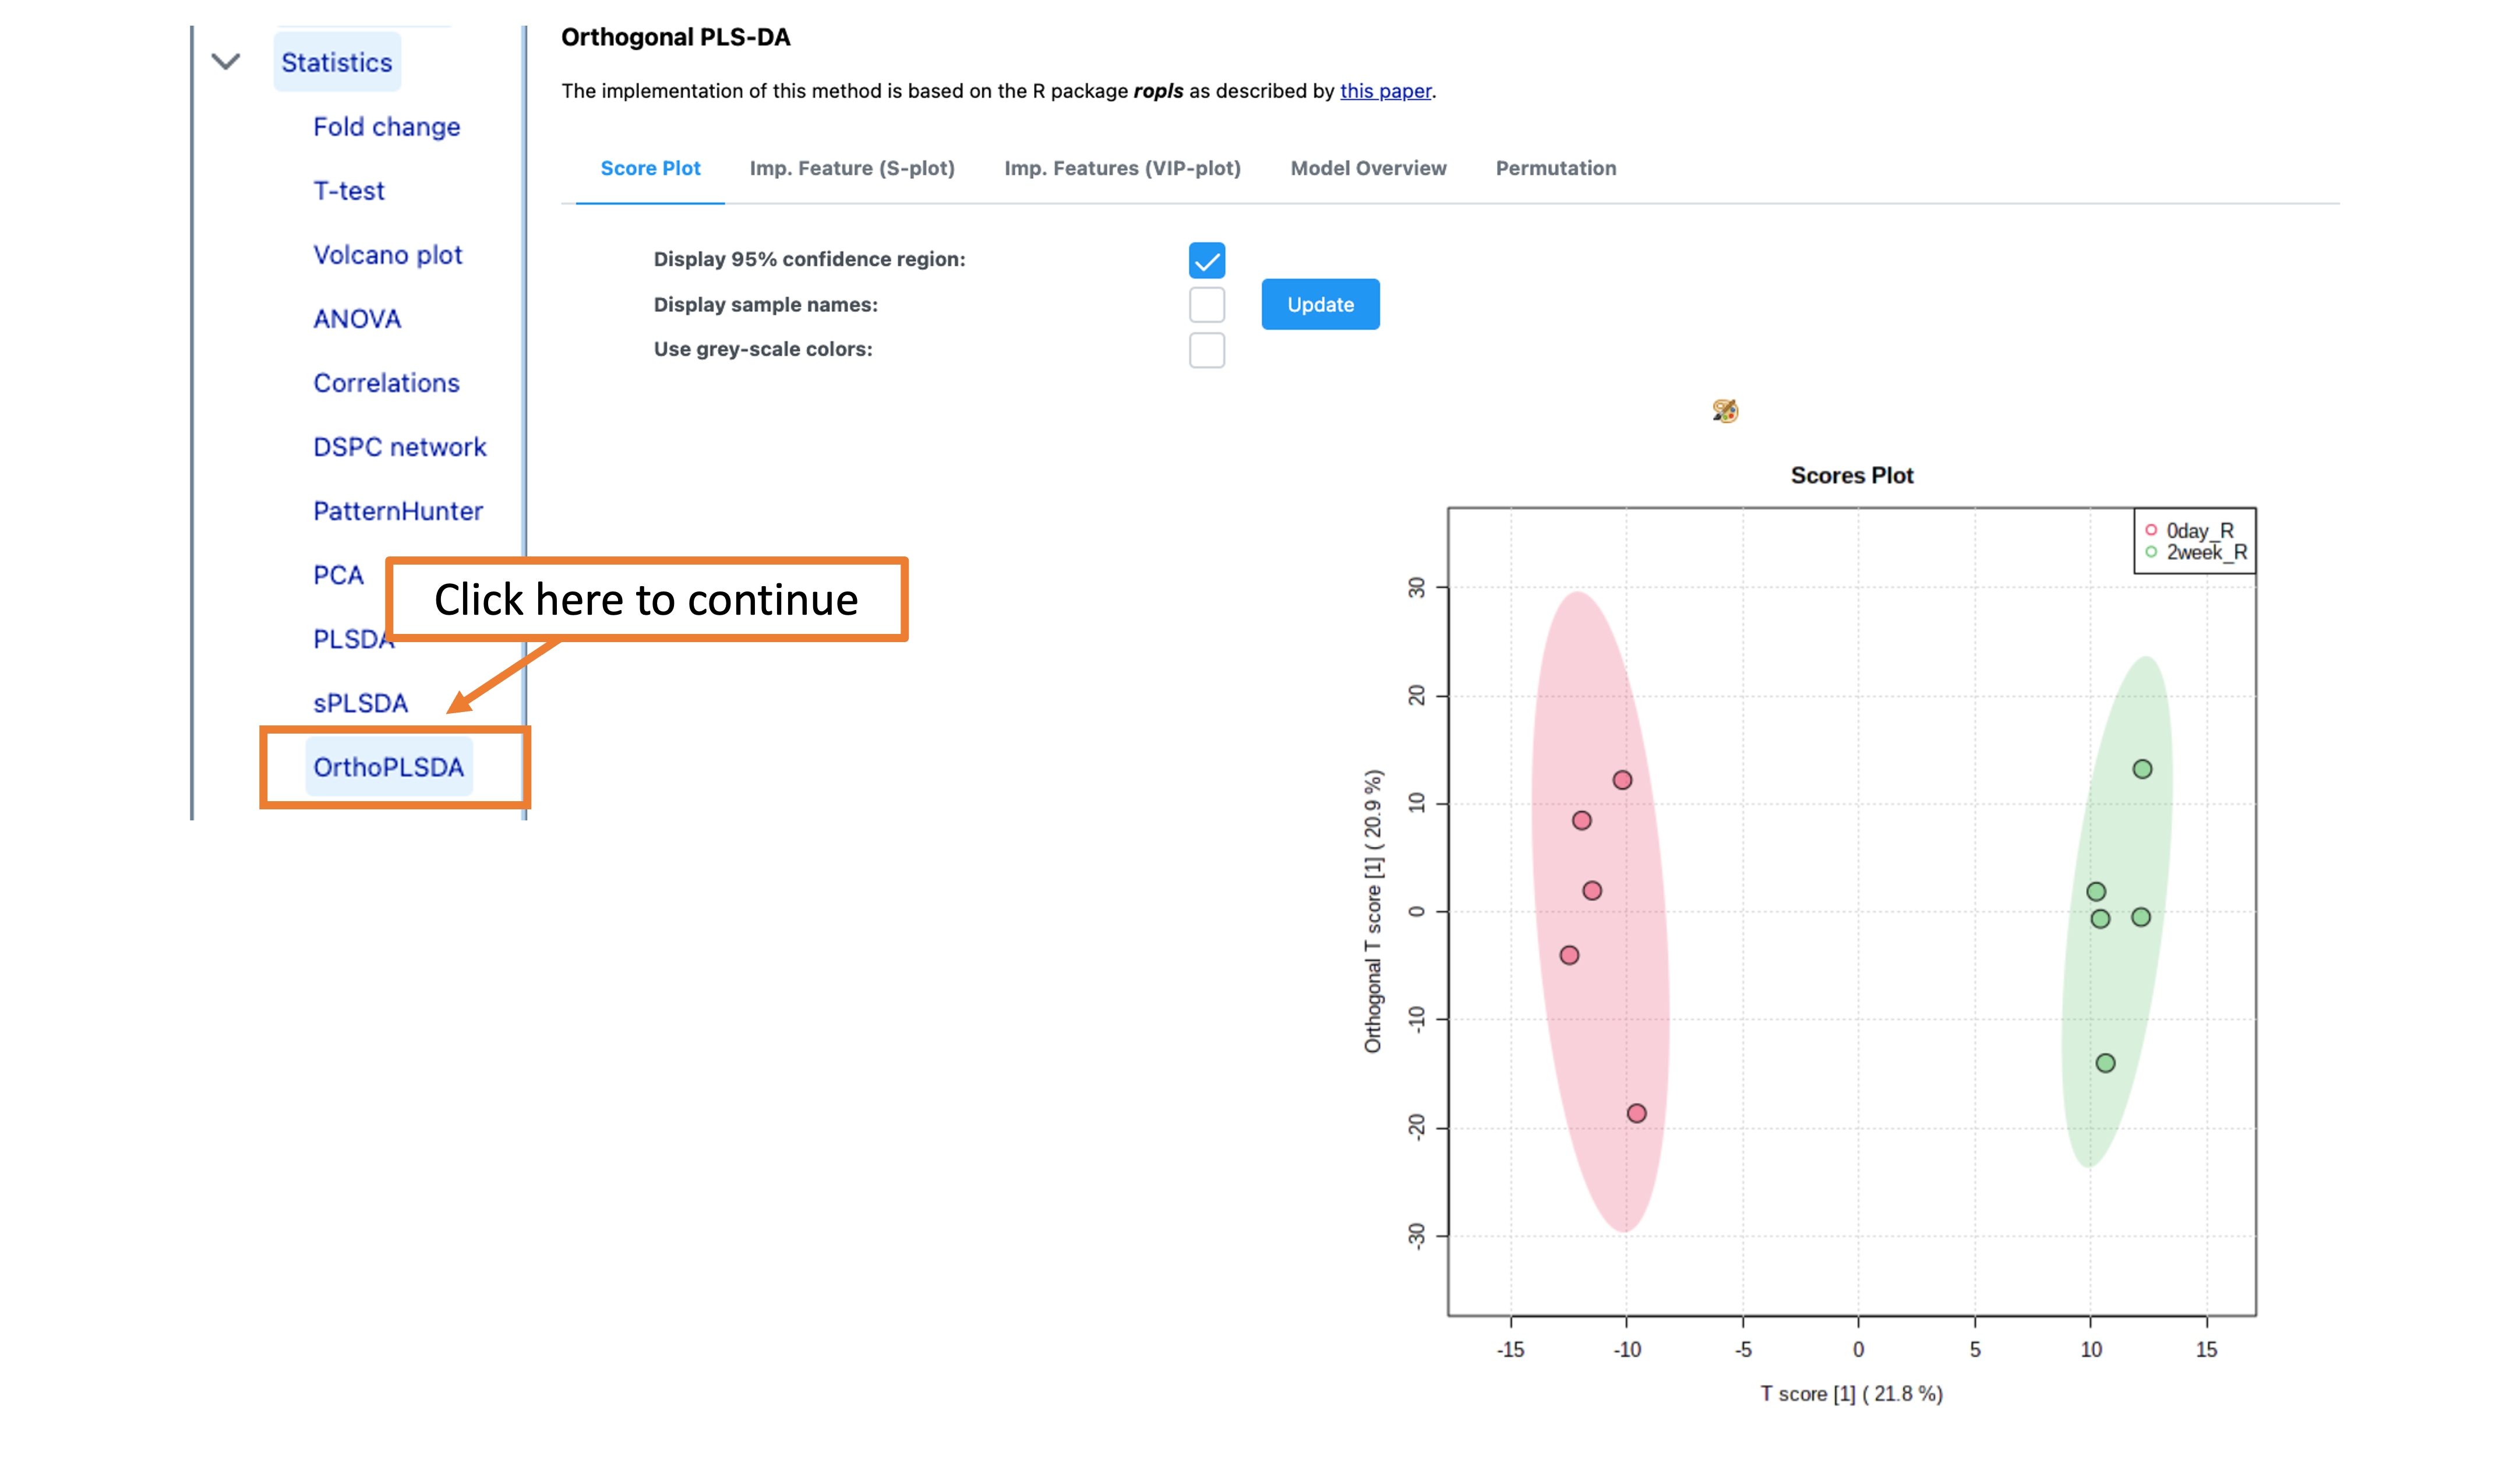 Statistics
Fold change
T-test
Volcano plot
ANOVA
Correlations
DSPC network
PatternHunter
PCA
Click here to continue
PLSDA
sPLSDA
OrthoPLSDA
Orthogonal PLS-DA
The implementation of this method is based on the R package ropls as described by this paper.
Score Plot Imp. Feature (S-plot) Imp. Features (VIP-plot) Model Overview Permutation
Display 95% confidence region:
Display sample names:
Update
Use grey-scale colors:
Scores Plot
0day_R
2week_R
Orthogonal T score [1] ( 20.9 %)
30
20
10
0
-10
-20
-30
-15 -10 -5 0 5 10 15
T score [1] ( 21.8 %)